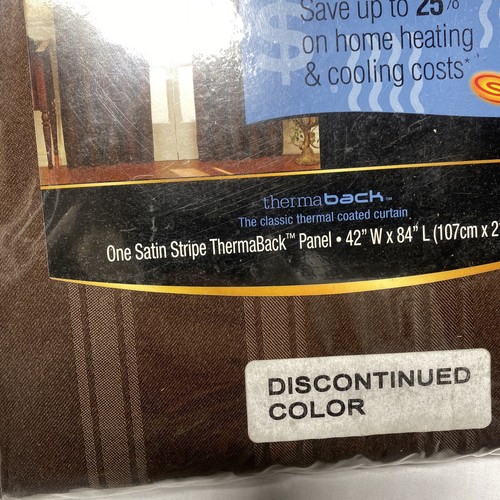 Save up to 25%
on home heating
& cooling costs*
$
thermaback™
The classic thermal coated curtain
One Satin Stripe ThermaBack™ Panel • 42” W x 84” L (107cm x 2
DISCONTINUED
COLOR